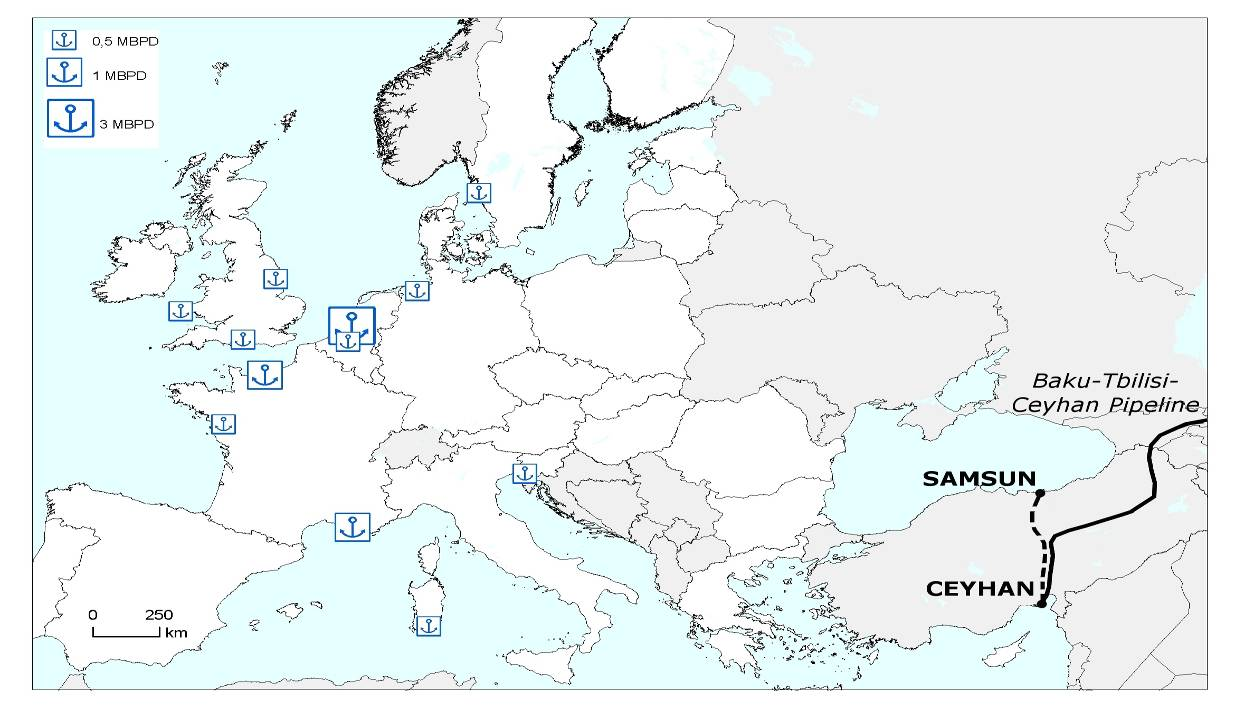 0,5 MBPD
1 MBPD
3 MBPD
Baku-Tbilisi-
Ceyhan Pipeline
SAMSUN
CEYHAN
0 250
km